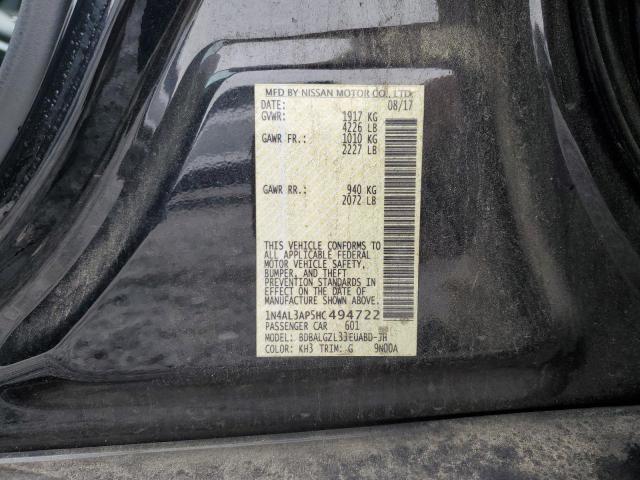 MFD BY NISSAN MOTOR CO., LTD.
DATE: 08/17
GVWR: 1917 KG
4226 LB
GAWR FR.: 1010 KG
2227 LB
GAWR RR.: 940 KG
2072 LB
THIS VEHICLE CONFORMS TO
ALL APPLICABLE FEDERAL
MOTOR VEHICLE SAFETY,
BUMPER, AND THEFT
PREVENTION STANDARDS
IN EFFECT ON THE DATE OF
MANUFACTURE SHOWN ABOVE.
1N4AL3AP5HC494722
PASSENGER CAR 601
MODEL: BDBALGZL33EUABD-JH
COLOR: KH3 TRIM: G 9N00A